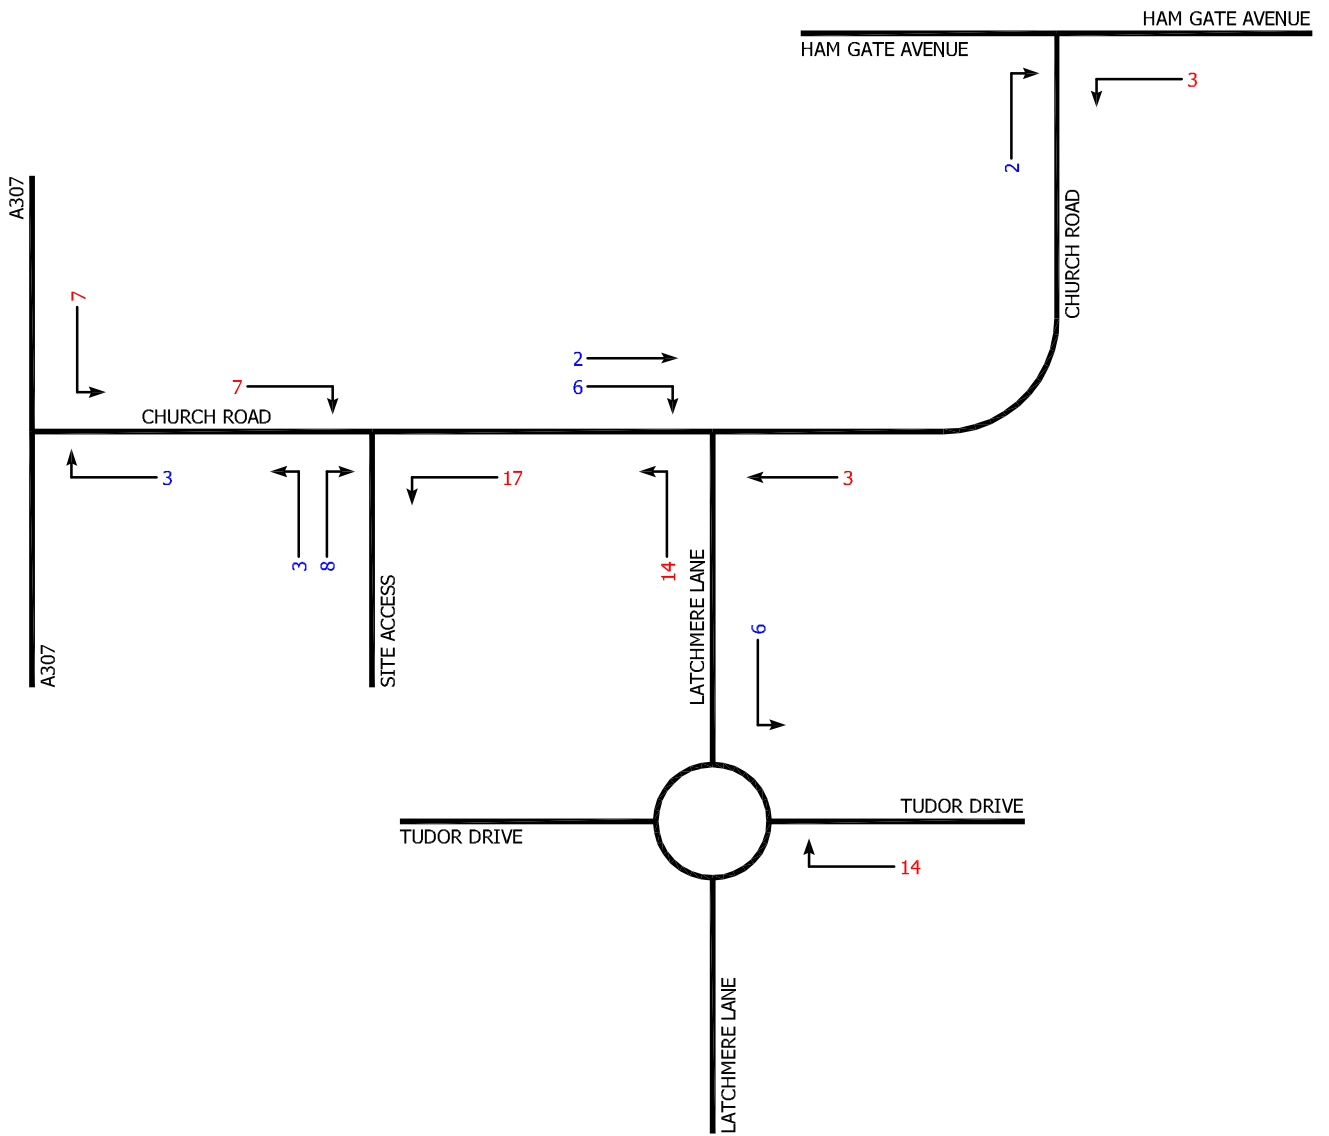 HAM GATE AVENUE
HAM GATE AVENUE
3
2
A307
CHURCH ROAD
7
2
7
6
CHURCH ROAD
3
17
3
3
8
14
SITE ACCESS
LATCHMERE LANE
6
A307
TUDOR DRIVE
TUDOR DRIVE
14
LATCHMERE LANE